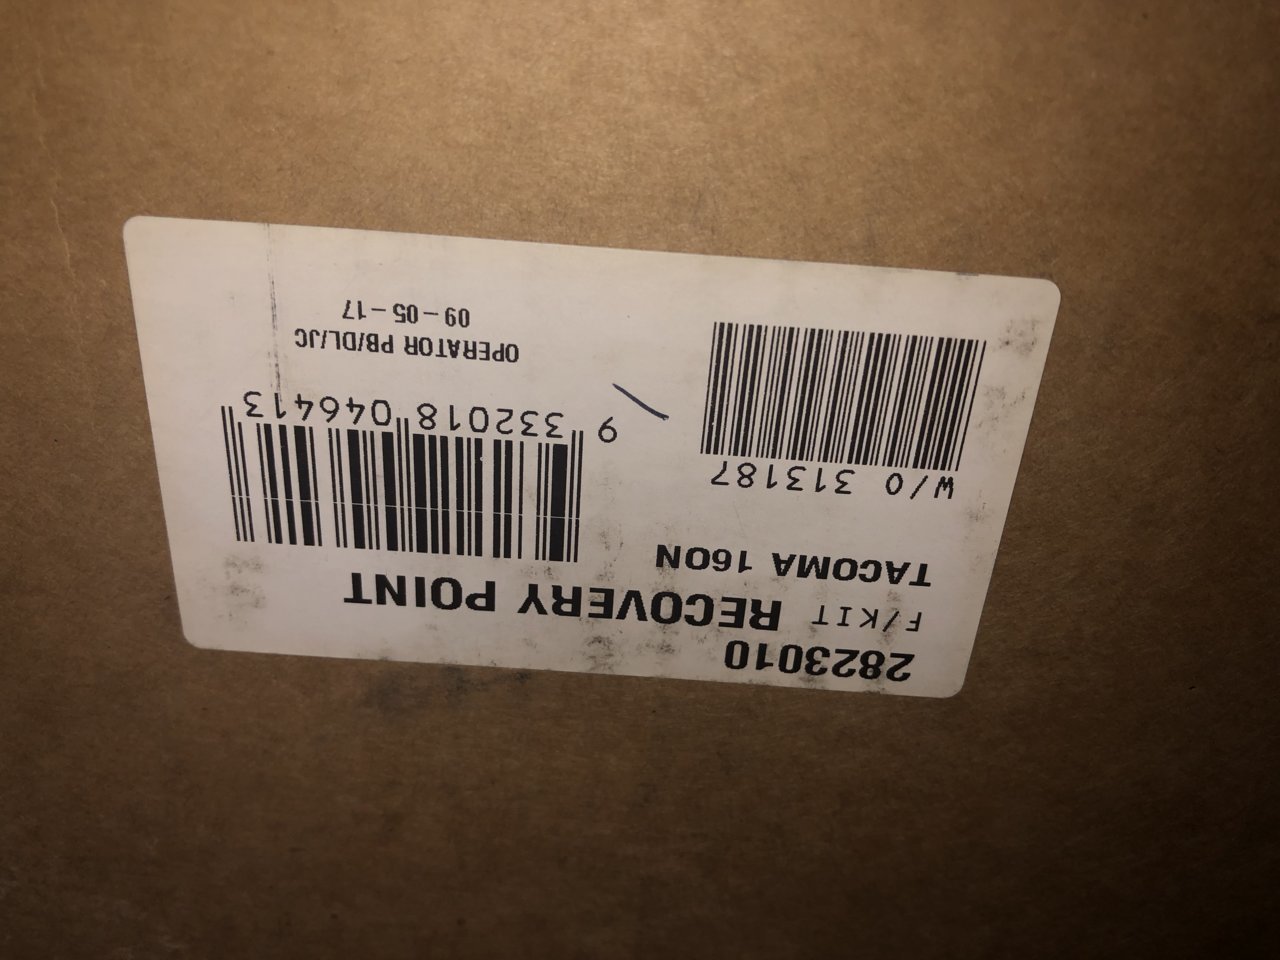 2823010
F/KIT RECOVERY POINT
TACOMA 16ON
W/O 313187
9 332018 046413
OPERATOR PB/DL/JC
09-05-17